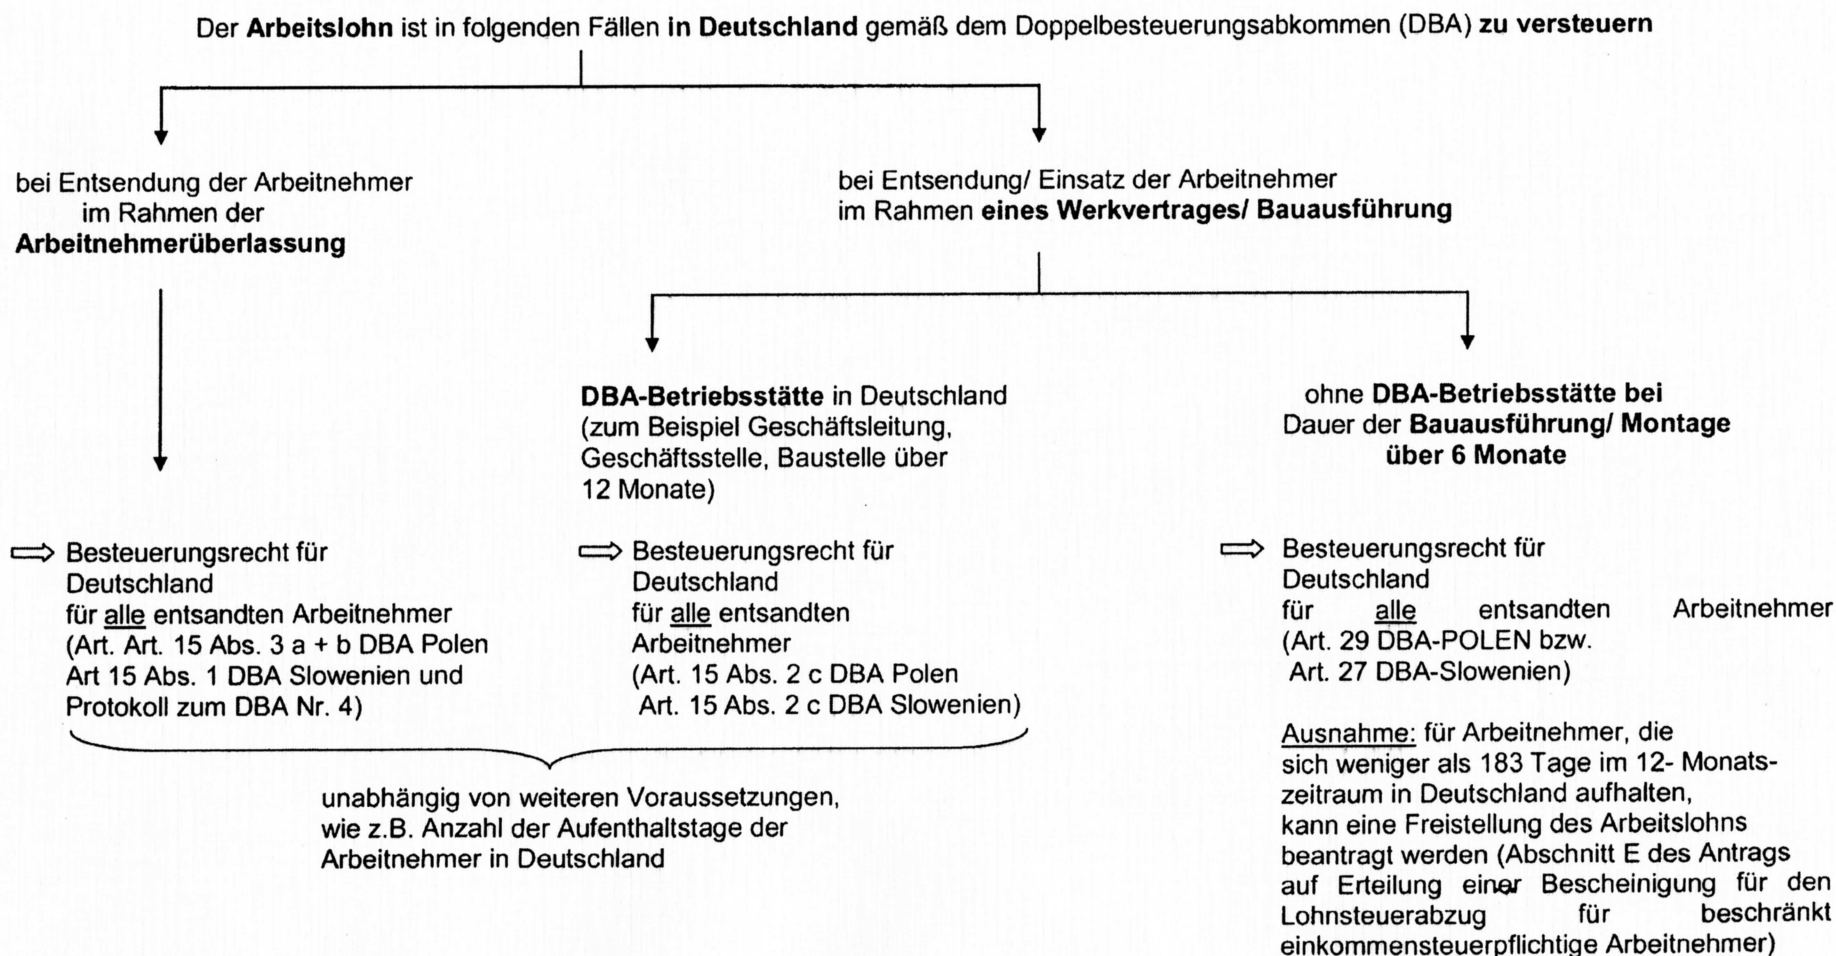 Der Arbeitslohn ist in folgenden Fällen in Deutschland gemäß dem Doppelbesteuerungsabkommen (DBA) zu versteuern
bei Entsendung der Arbeitnehmer
im Rahmen der
Arbeitnehmerüberlassung
bei Entsendung/ Einsatz der Arbeitnehmer
im Rahmen eines Werkvertrages/ Bauausführung
DBA-Betriebsstätte in Deutschland
(zum Beispiel Geschäftsleitung,
Geschäftsstelle, Baustelle über
12 Monate)
ohne DBA-Betriebsstätte bei
Dauer der Bauausführung/ Montage
über 6 Monate
Besteuerungsrecht für
Deutschland
für alle entsandten Arbeitnehmer
(Art. Art. 15 Abs. 3 a + b DBA Polen
Art 15 Abs. 1 DBA Slowenien und
Protokoll zum DBA Nr. 4)
Besteuerungsrecht für
Deutschland
für alle entsandten
Arbeitnehmer
(Art. 15 Abs. 2 c DBA Polen
Art. 15 Abs. 2 c DBA Slowenien)
unabhängig von weiteren Voraussetzungen,
wie z.B. Anzahl der Aufenthaltstage der
Arbeitnehmer in Deutschland
Besteuerungsrecht für
Deutschland
für alle entsandten Arbeitnehmer
(Art. 29 DBA-POLEN bzw.
Art. 27 DBA-Slowenien)
Ausnahme: für Arbeitnehmer, die
sich weniger als 183 Tage im 12- Monats-
zeitraum in Deutschland aufhalten,
kann eine Freistellung des Arbeitslohns
beantragt werden (Abschnitt E des Antrags
auf Erteilung einer Bescheinigung für den
Lohnsteuerabzug für beschränkt
einkommensteuerpflichtige Arbeitnehmer)